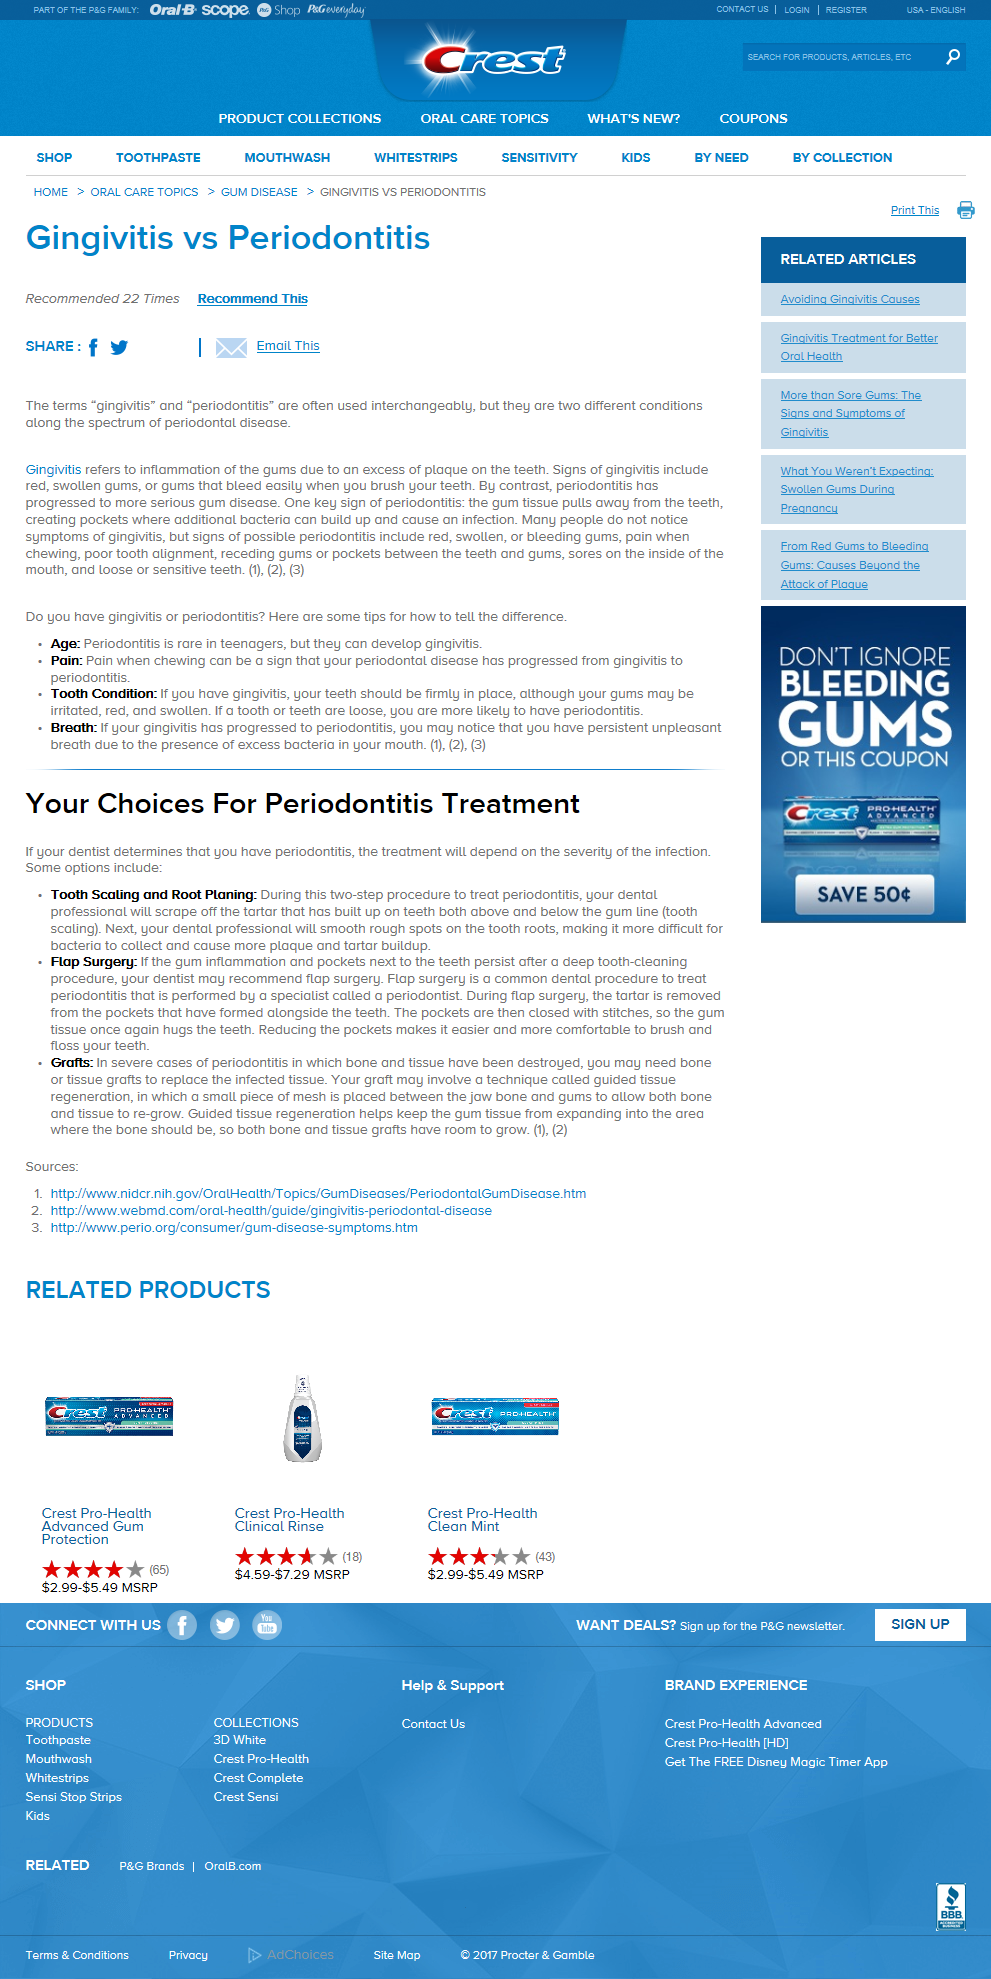 PART OF THE P&G FAMILY: Oral-B scope. P&G Shop P&G everyday
CONTACT US | LOGIN | REGISTER USA - ENGLISH
Crest
SEARCH FOR PRODUCTS, ARTICLES, ETC
PRODUCT COLLECTIONS ORAL CARE TOPICS WHAT'S NEW? COUPONS
SHOP TOOTHPASTE MOUTHWASH WHITESTRIPS SENSITIVITY KIDS BY NEED BY COLLECTION
HOME > ORAL CARE TOPICS > GUM DISEASE > GINGIVITIS VS PERIODONTITIS
Print This
Gingivitis vs Periodontitis
Recommended 22 Times Recommend This
SHARE : | Email This
The terms “gingivitis” and “periodontitis” are often used interchangeably, but they are two different conditions
along the spectrum of periodontal disease.
Gingivitis refers to inflammation of the gums due to an excess of plaque on the teeth. Signs of gingivitis include
red, swollen gums, or gums that bleed easily when you brush your teeth. By contrast, periodontitis has
progressed to more serious gum disease. One key sign of periodontitis: the gum tissue pulls away from the teeth,
creating pockets where additional bacteria can build up and cause an infection. Many people do not notice
symptoms of gingivitis, but signs of possible periodontitis include red, swollen, or bleeding gums, pain when
chewing, poor tooth alignment, receding gums or pockets between the teeth and gums, sores on the inside of the
mouth, and loose or sensitive teeth. (1), (2), (3)
Do you have gingivitis or periodontitis? Here are some tips for how to tell the difference.
• Age: Periodontitis is rare in teenagers, but they can develop gingivitis.
• Pain: Pain when chewing can be a sign that your periodontal disease has progressed from gingivitis to
periodontitis.
• Tooth Condition: If you have gingivitis, your teeth should be firmly in place, although your gums may be
irritated, red, and swollen. If a tooth or teeth are loose, you are more likely to have periodontitis.
• Breath: If your gingivitis has progressed to periodontitis, you may notice that you have persistent unpleasant
breath due to the presence of excess bacteria in your mouth. (1), (2), (3)
Your Choices For Periodontitis Treatment
If your dentist determines that you have periodontitis, the treatment will depend on the severity of the infection.
Some options include:
• Tooth Scaling and Root Planing: During this two-step procedure to treat periodontitis, your dental
professional will scrape off the tartar that has built up on teeth both above and below the gum line (tooth
scaling). Next, your dental professional will smooth rough spots on the tooth roots, making it more difficult for
bacteria to collect and cause more plaque and tartar buildup.
• Flap Surgery: If the gum inflammation and pockets next to the teeth persist after a deep tooth-cleaning
procedure, your dentist may recommend flap surgery. Flap surgery is a common dental procedure to treat
periodontitis that is performed by a specialist called a periodontist. During flap surgery, the tartar is removed
from the pockets that have formed alongside the teeth. The pockets are then closed with stitches, so the gum
tissue once again hugs the teeth. Reducing the pockets makes it easier and more comfortable to brush and
floss your teeth.
• Grafts: In severe cases of periodontitis in which bone and tissue have been destroyed, you may need bone
or tissue grafts to replace the infected tissue. Your graft may involve a technique called guided tissue
regeneration, in which a small piece of mesh is placed between the jaw bone and gums to allow both bone
and tissue to re-grow. Guided tissue regeneration helps keep the gum tissue from expanding into the area
where the bone should be, so both bone and tissue grafts have room to grow. (1), (2)
Sources:
1. http://www.nidcr.nih.gov/OralHealth/Topics/GumDiseases/PeriodontalGumDisease.htm
2. http://www.webmd.com/oral-health/guide/gingivitis-periodontal-disease
3. http://www.perio.org/consumer/gum-disease-symptoms.htm
RELATED ARTICLES
Avoiding Gingivitis Causes
Gingivitis Treatment for Better
Oral Health
More than Sore Gums: The
Signs and Symptoms of
Gingivitis
What You Weren't Expecting:
Swollen Gums During
Pregnancy
From Red Gums to Bleeding
Gums: Causes Beyond the
Attack of Plaque
DON'T IGNORE
BLEEDING
GUMS
OR THIS COUPON
Crest PRO-HEALTH
ADVANCED
SAVE 50¢
RELATED PRODUCTS
Crest PRO-HEALTH
ADVANCED
Crest PRO-HEALTH
Crest Pro-Health
Advanced Gum
Protection
(65)
$2.99-$5.49 MSRP
Crest Pro-Health
Clinical Rinse
(18)
$4.59-$7.29 MSRP
Crest Pro-Health
Clean Mint
(43)
$2.99-$5.49 MSRP
CONNECT WITH US You Tube
WANT DEALS? Sign up for the P&G newsletter. SIGN UP
SHOP
PRODUCTS
Toothpaste
Mouthwash
Whitestrips
Sensi Stop Strips
Kids
COLLECTIONS
3D White
Crest Pro-Health
Crest Complete
Crest Sensi
Help & Support
Contact Us
BRAND EXPERIENCE
Crest Pro-Health Advanced
Crest Pro-Health [HD]
Get The FREE Disney Magic Timer App
RELATED P&G Brands | OralB.com
BBB
Terms & Conditions Privacy AdChoices Site Map © 2017 Procter & Gamble